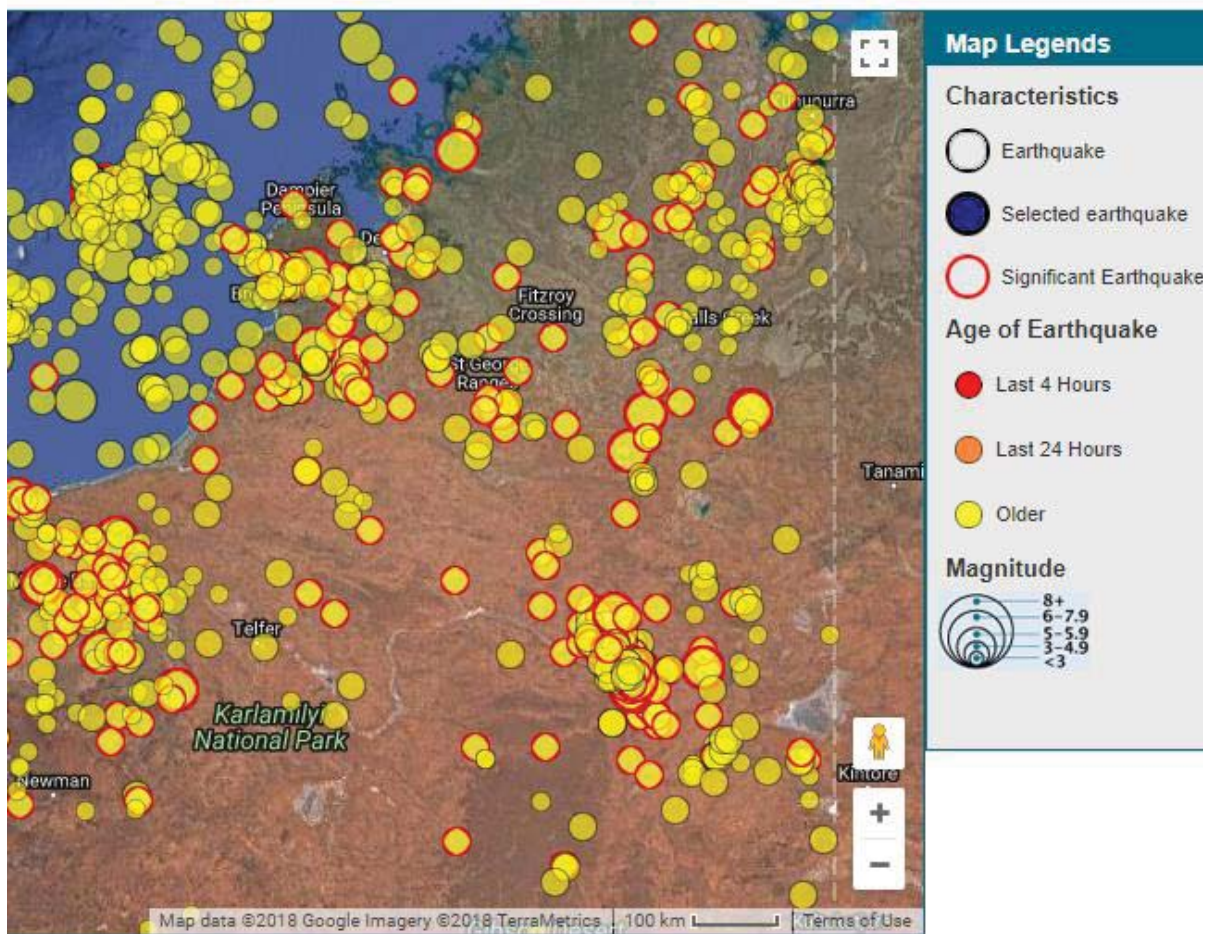 Map Legends
Characteristics
Earthquake
Selected earthquake
Significant Earthquake
Age of Earthquake
Last 4 Hours
Last 24 Hours
Older
Magnitude
8+
6-7.9
5-5.9
3-4.9
<3
Dampier
Peninsula
Fitzroy
Crossing
St Geor
Ranges
Tanami
Telfer
Karlamilyi
National Park
Newman
Kintore
Map data ©2018 Google Imagery ©2018 TerraMetrics
100 km
Terms of Use